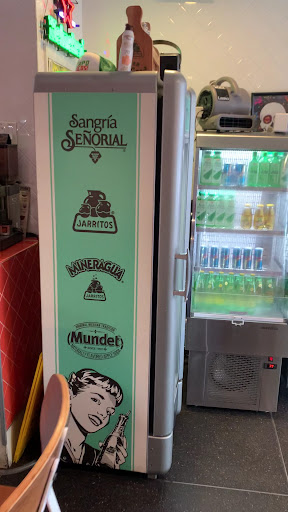 Sangría
SEÑORIAL
JARRITOS
MINERAGUA
JARRITOS
Mundet